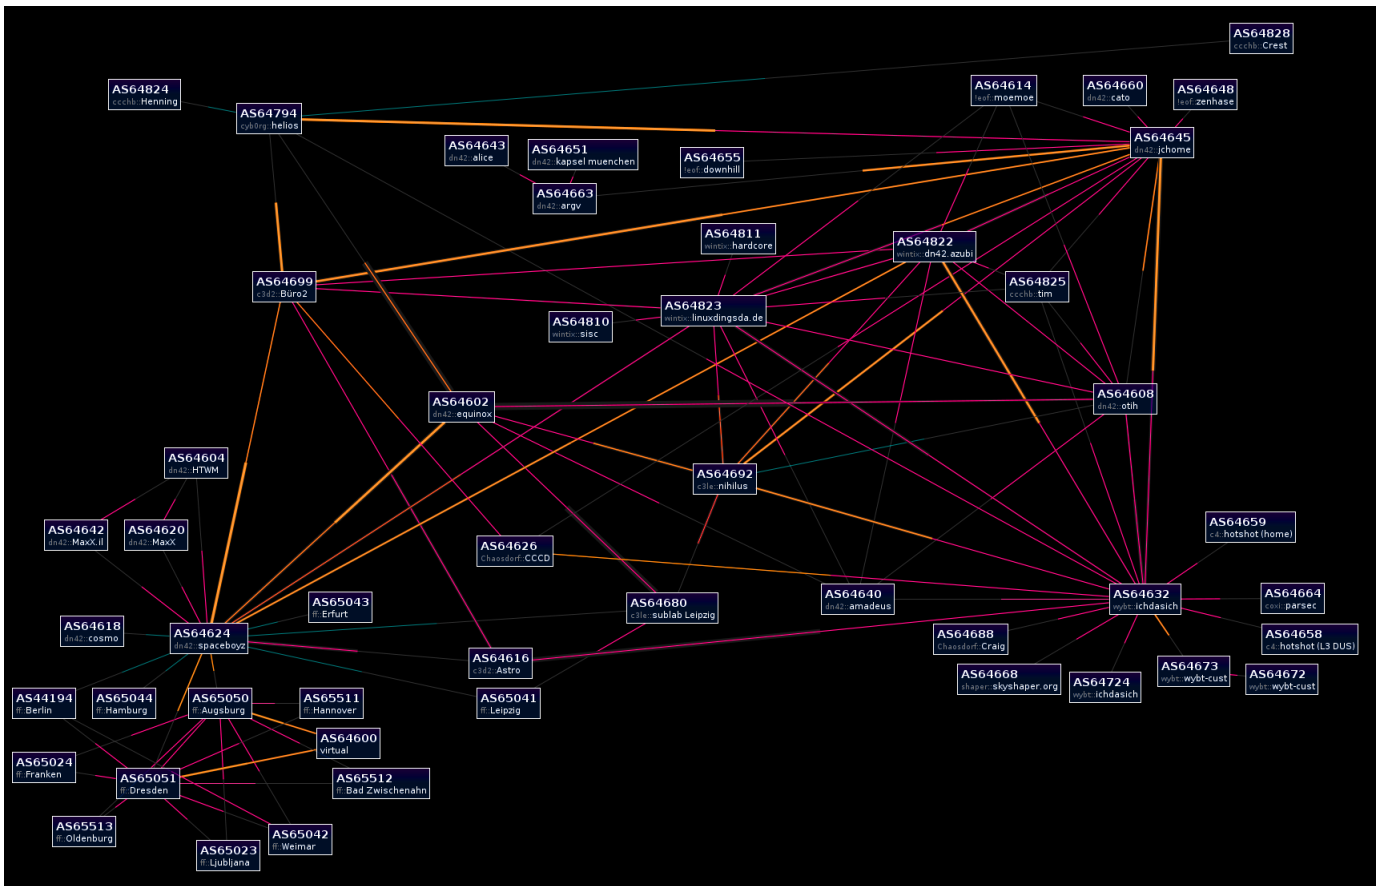 AS64828
ccchb::Crest
AS64824
ccchb::Henning
AS64614
!eof::moemoe
AS64660
dn42::cato
AS64648
!eof::zenhase
AS64794
cyb0rg::helios
AS64645
dn42::jchome
AS64643
dn42::alice
AS64651
dn42::kapsel muenchen
AS64655
!eof::downhill
AS64663
dn42::argv
AS64811
wintix::hardcore
AS64822
wintix::dn42.azubi
AS64699
c3d2::Büro2
AS64825
ccchb::tim
AS64823
wintix::linuxdingsda.de
AS64810
wintix::sisc
AS64602
dn42::equinox
AS64608
dn42::otih
AS64604
dn42::HTWM
AS64692
c3le::nihilus
AS64642
dn42::MaxX.il
AS64620
dn42::MaxX
AS64659
c4::hotshot (home)
AS64626
Chaosdorf::CCCD
AS64640
dn42::amadeus
AS64632
wybt::ichdasich
AS64664
coxi::parsec
AS65043
ff::Erfurt
AS64680
c3le::sublab Leipzig
AS64618
dn42::cosmo
AS64624
dn42::spaceboyz
AS64688
Chaosdorf::Craig
AS64658
c4::hotshot (L3 DUS)
AS64616
c3d2::Astro
AS64668
shaper::skyshaper.org
AS64724
wybt::ichdasich
AS64673
wybt::wybt-cust
AS64672
wybt::wybt-cust
AS44194
ff::Berlin
AS65044
ff::Hamburg
AS65050
ff::Augsburg
AS65511
ff::Hannover
AS65041
ff::Leipzig
AS64600
virtual
AS65024
ff::Franken
AS65051
ff::Dresden
AS65512
ff::Bad Zwischenahn
AS65513
ff::Oldenburg
AS65042
ff::Weimar
AS65023
ff::Ljubljana